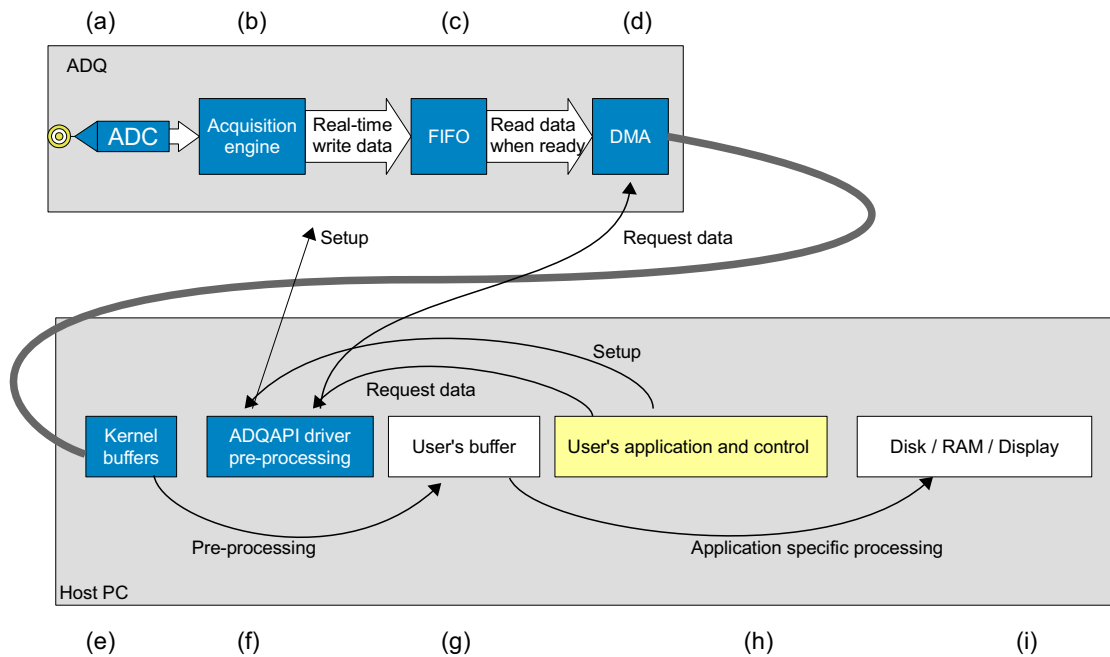 (a)
(b)
(c)
(d)
ADQ
ADC
Acquisition
engine
Real-time
write data
FIFO
Read data
when ready
DMA
Setup
Request data
Setup
Request data
Kernel
buffers
ADQAPI driver
pre-processing
User's buffer
User's application and control
Disk / RAM / Display
Pre-processing
Application specific processing
Host PC
(e)
(f)
(g)
(h)
(i)